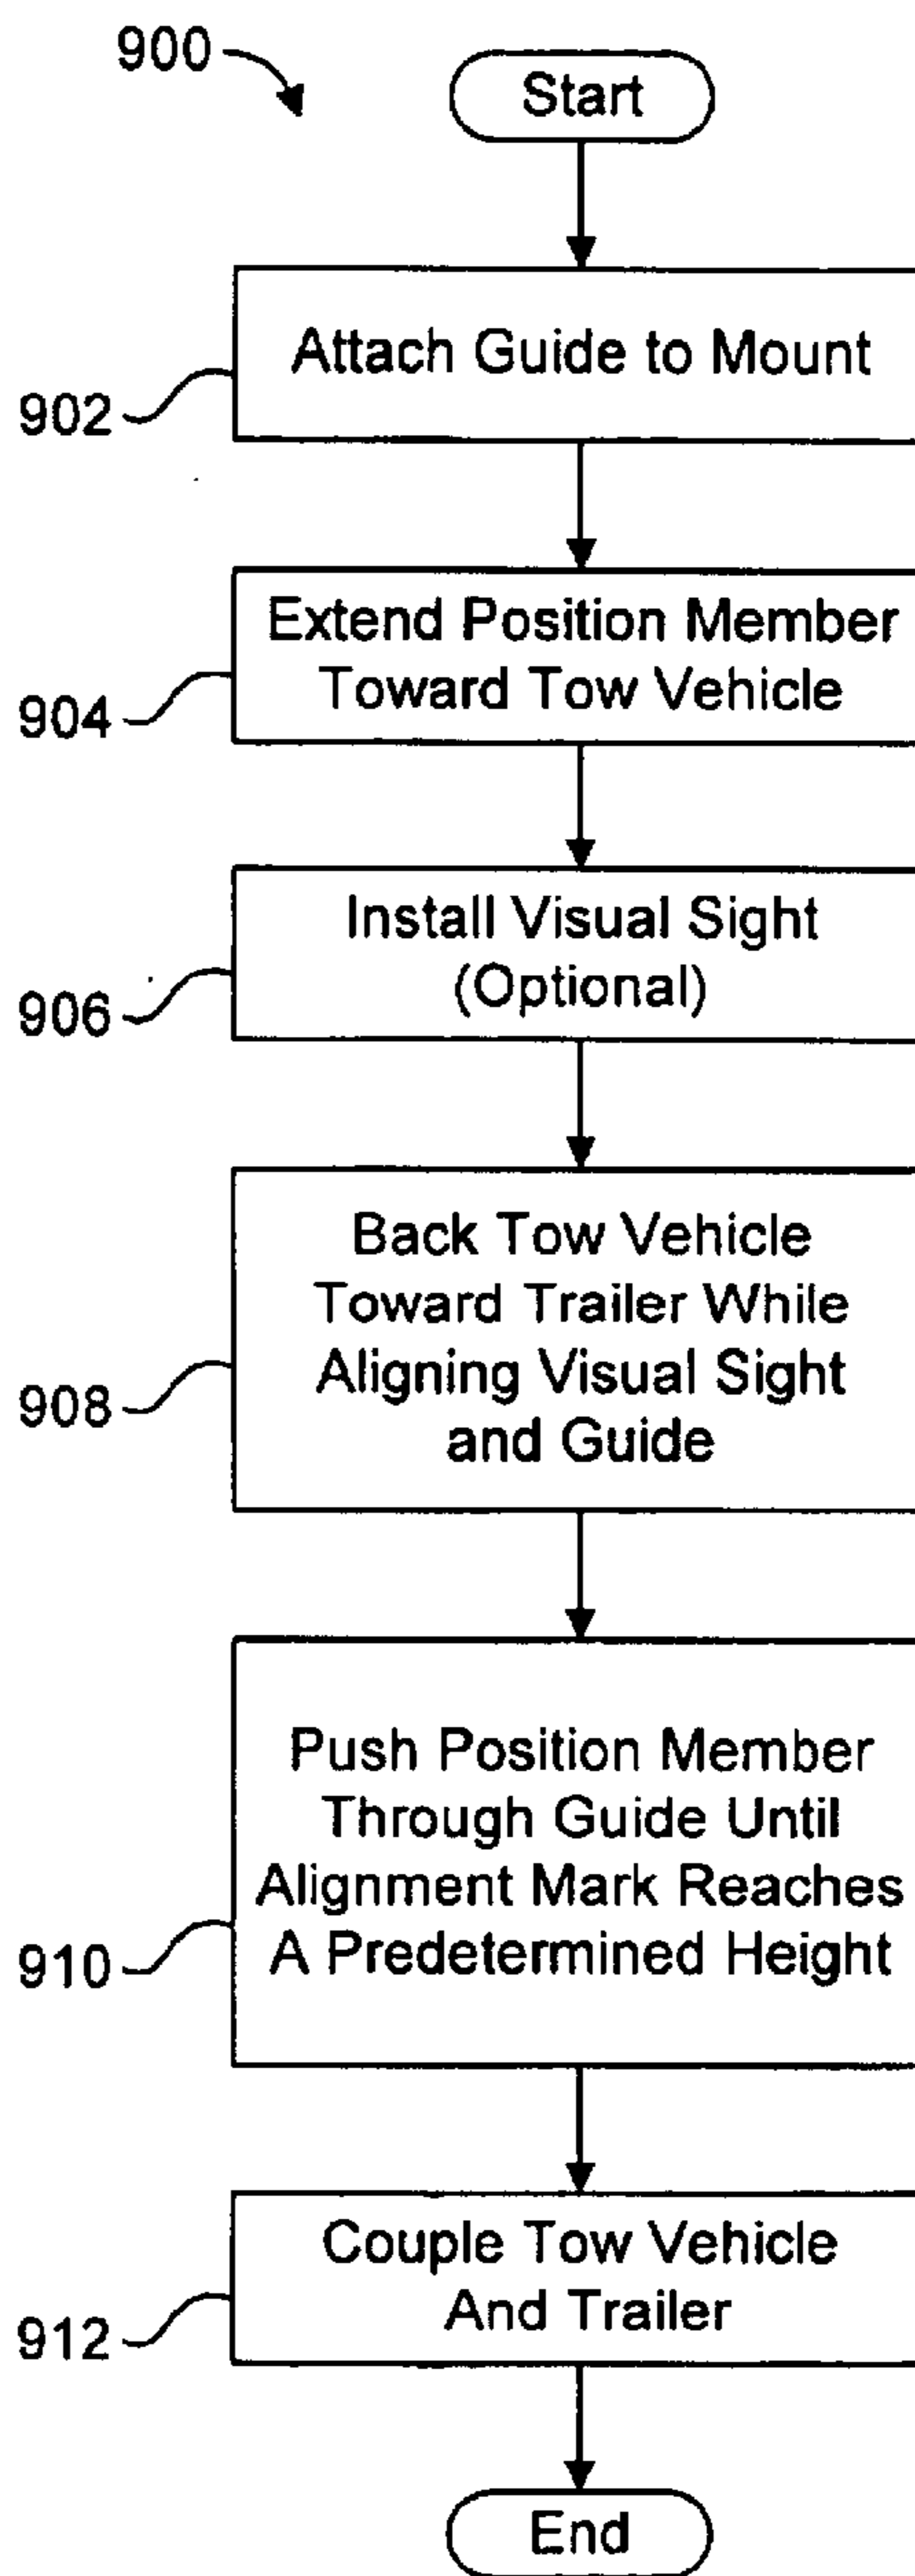 900
Start
Attach Guide to Mount
902
Extend Position Member
Toward Tow Vehicle
904
Install Visual Sight
(Optional)
906
Back Tow Vehicle
Toward Trailer While
Aligning Visual Sight
and Guide
908
Push Position Member
Through Guide Until
Alignment Mark Reaches
A Predetermined Height
910
Couple Tow Vehicle
And Trailer
912
End